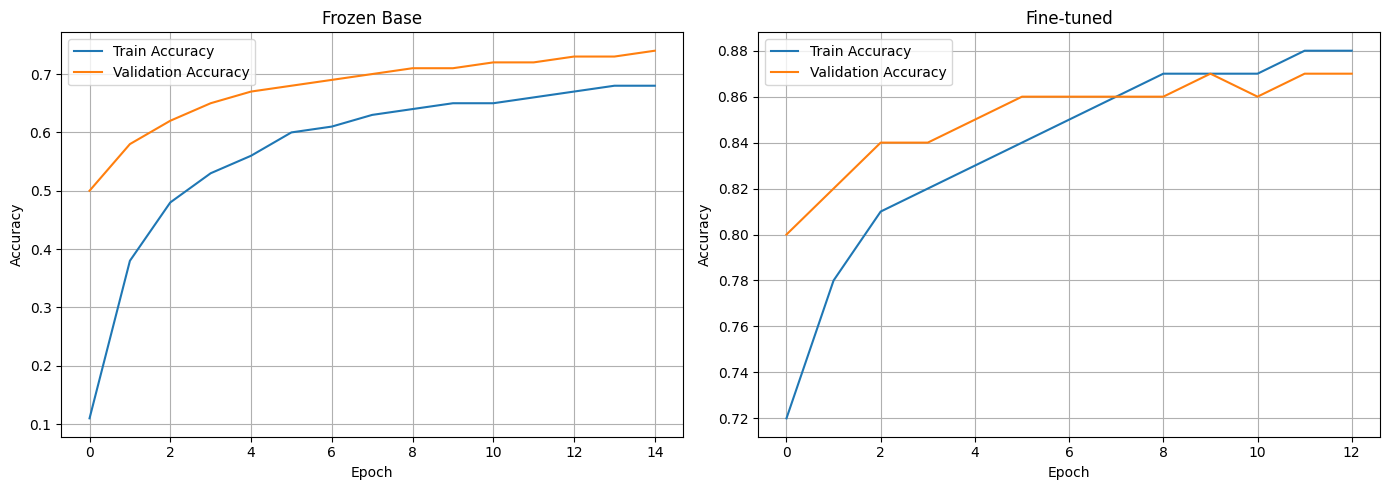 Frozen Base
Train Accuracy
Validation Accuracy
Accuracy
0.7
0.6
0.5
0.4
0.3
0.2
0.1
0 2 4 6 8 10 12 14
Epoch
Fine-tuned
Train Accuracy
Validation Accuracy
Accuracy
0.88
0.86
0.84
0.82
0.80
0.78
0.76
0.74
0.72
0 2 4 6 8 10 12
Epoch